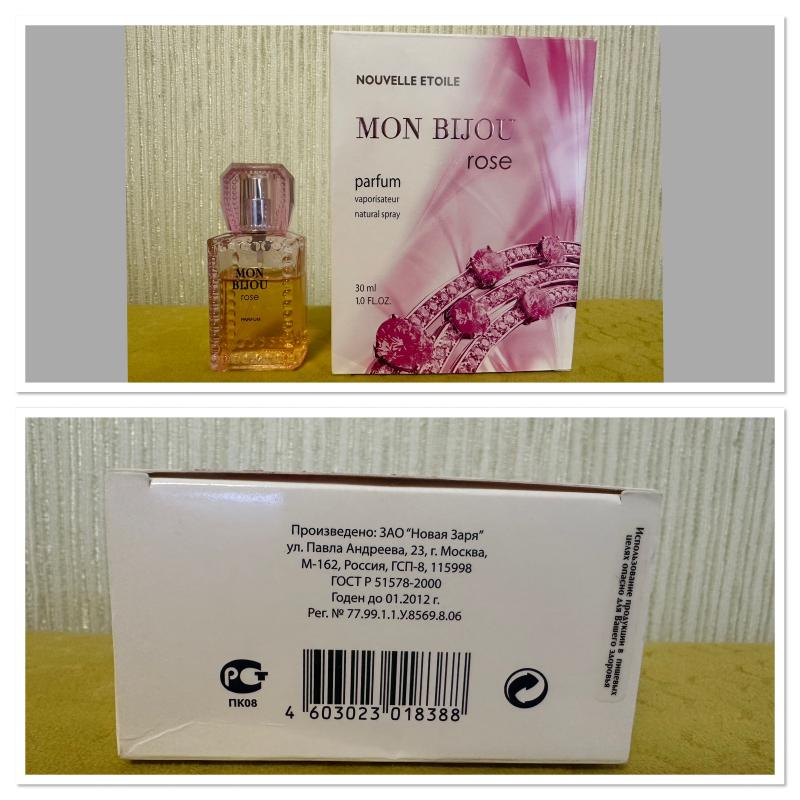 NOUVELLE ETOILE
MON BIJOU
rose
parfum
vaporisateur
natural spray
30 ml
1.0 FL.OZ.
MON
BIJOU
rose
PARFUM
Произведено: ЗАО "Новая Заря"
ул. Павла Андреева, 23, г. Москва,
М-162, Россия, ГСП-8, 115998
ГОСТ Р 51578-2000
Годен до 01.2012 г.
Рег. № 77.99.1.1.У.8569.8.06
РСТ
ПК08
4 603023 018388
Использование продукции в пищевых
целях опасно для Вашего здоровья